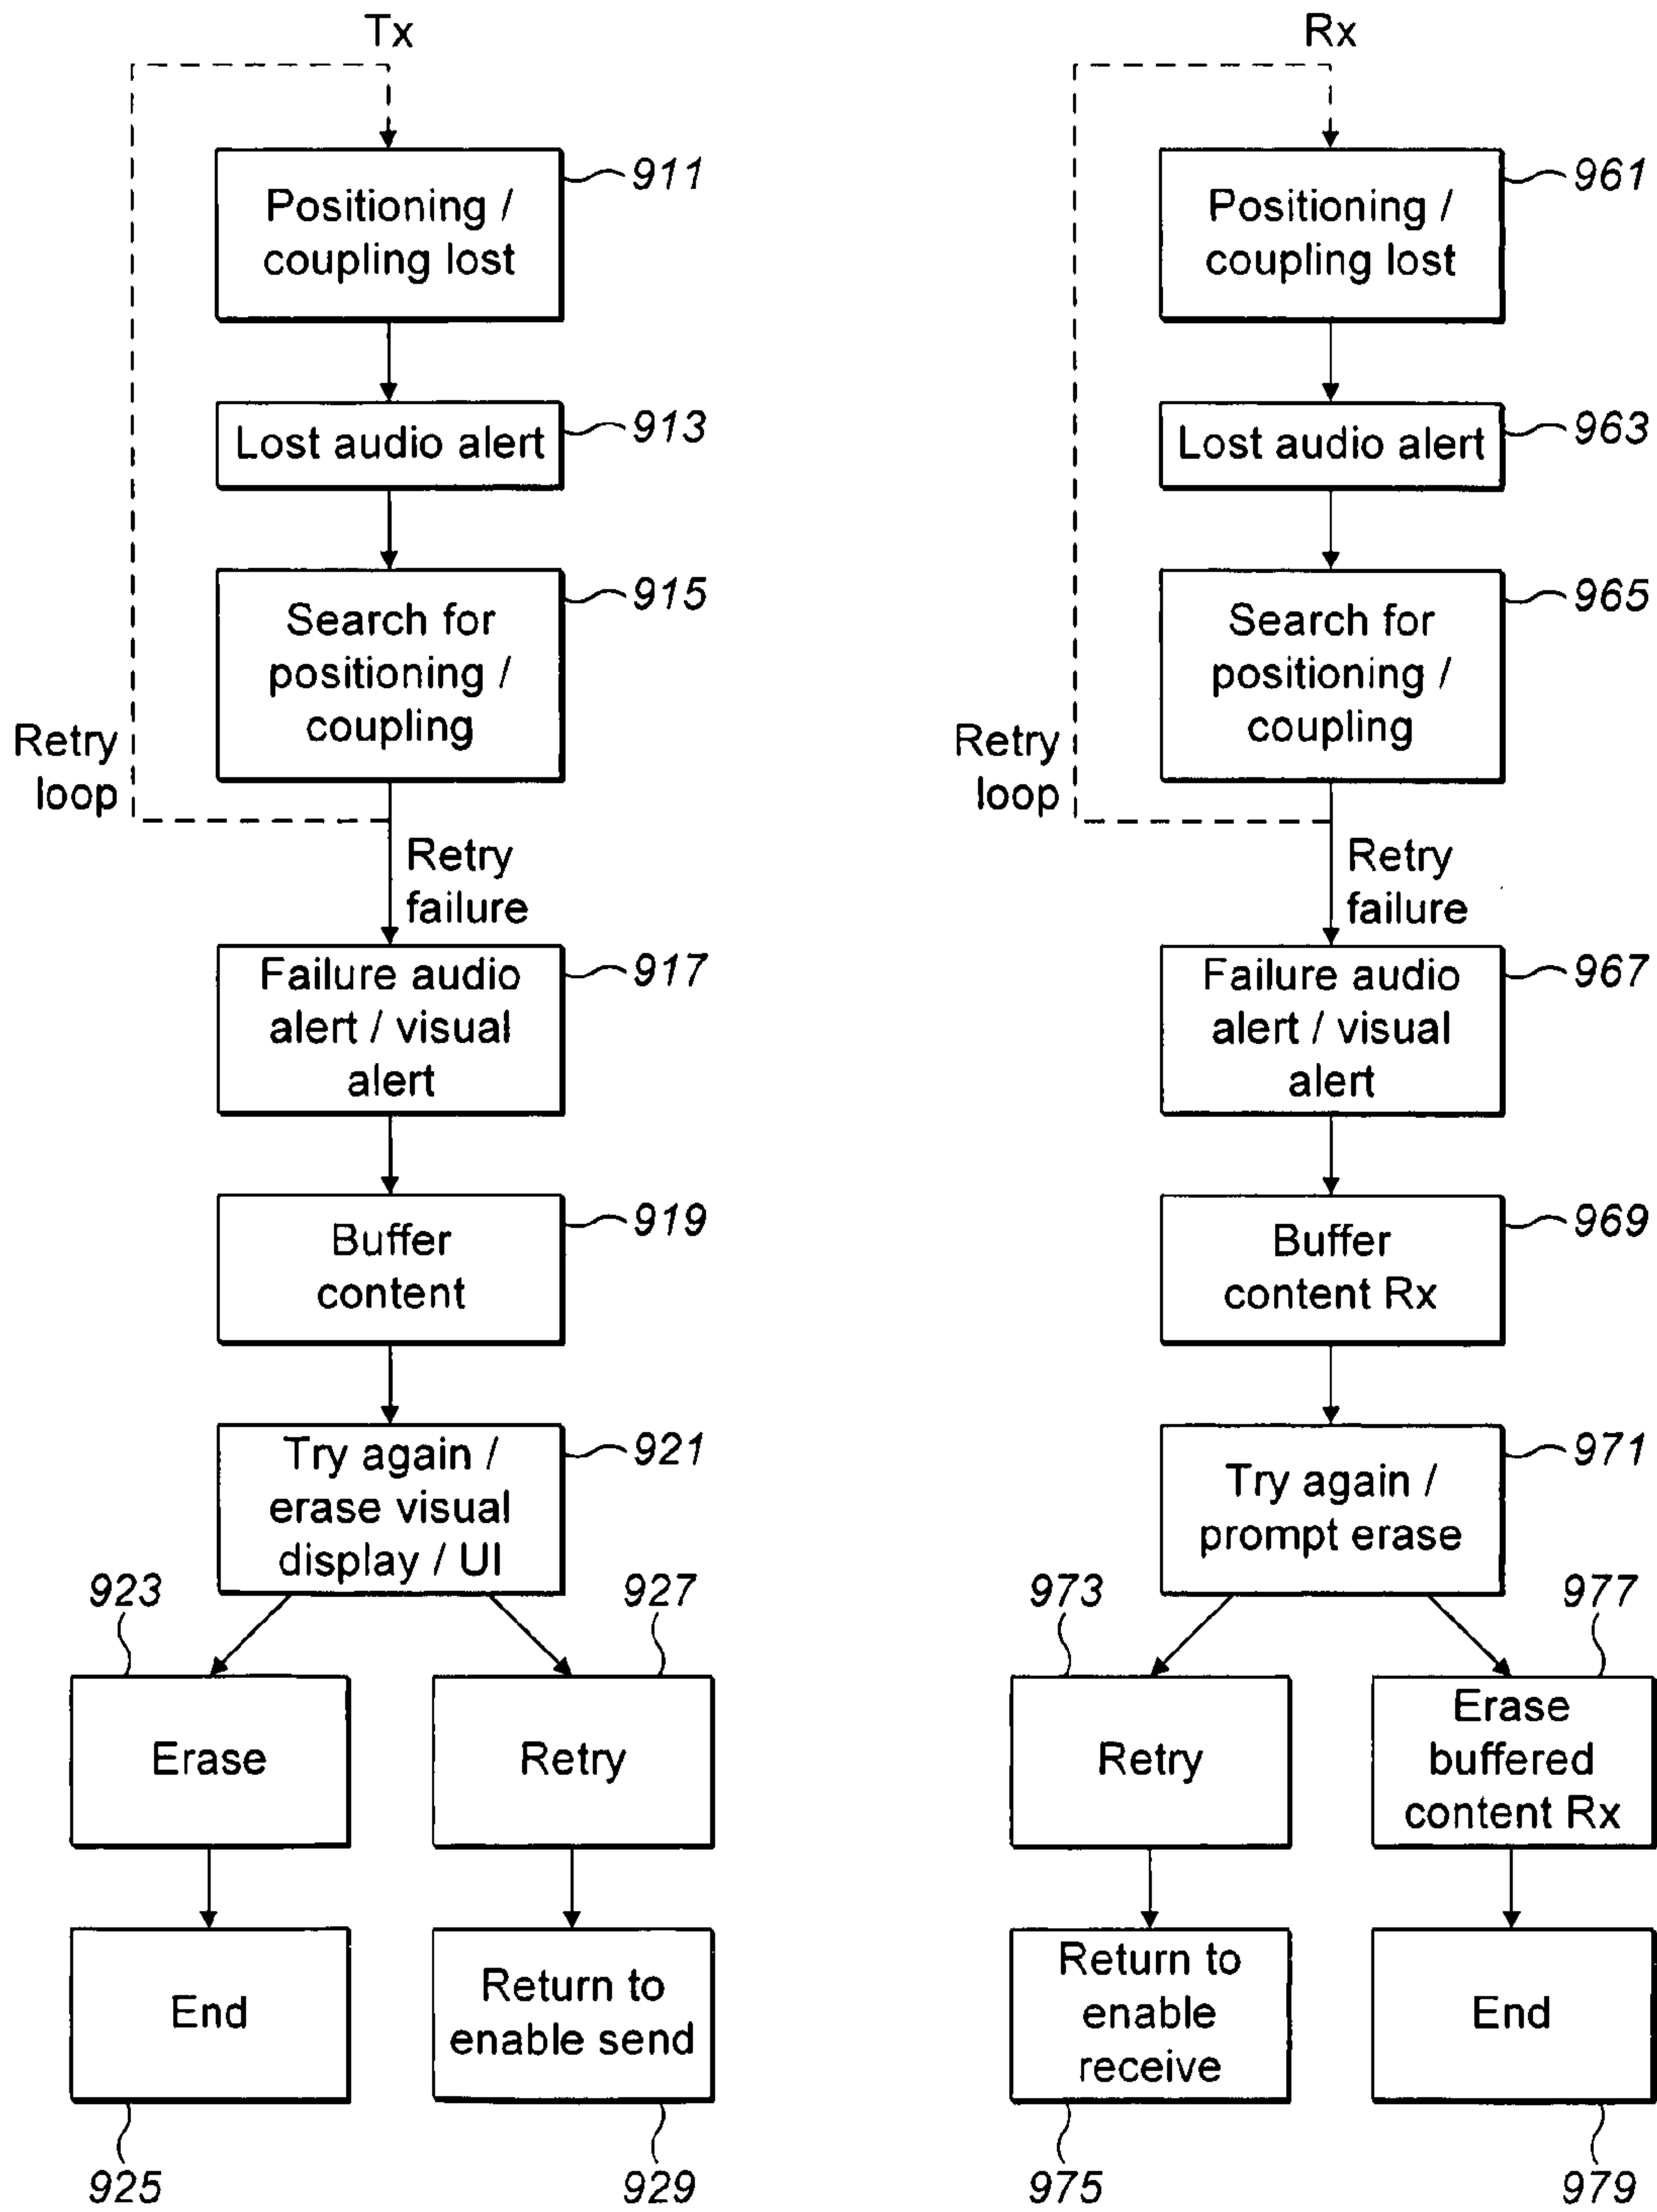 Tx
Positioning /
coupling lost
911
Lost audio alert
913
Search for
positioning /
coupling
915
Retry
loop
Retry
failure
Failure audio
alert / visual
alert
917
Buffer
content
919
Try again /
erase visual
display / UI
921
923
927
Erase
Retry
End
Return to
enable send
925
929
Rx
Positioning /
coupling lost
961
Lost audio alert
963
Search for
positioning /
coupling
965
Retry
loop
Retry
failure
Failure audio
alert / visual
alert
967
Buffer
content Rx
969
Try again /
prompt erase
971
973
977
Retry
Erase
buffered
content Rx
Return to
enable
receive
End
975
979